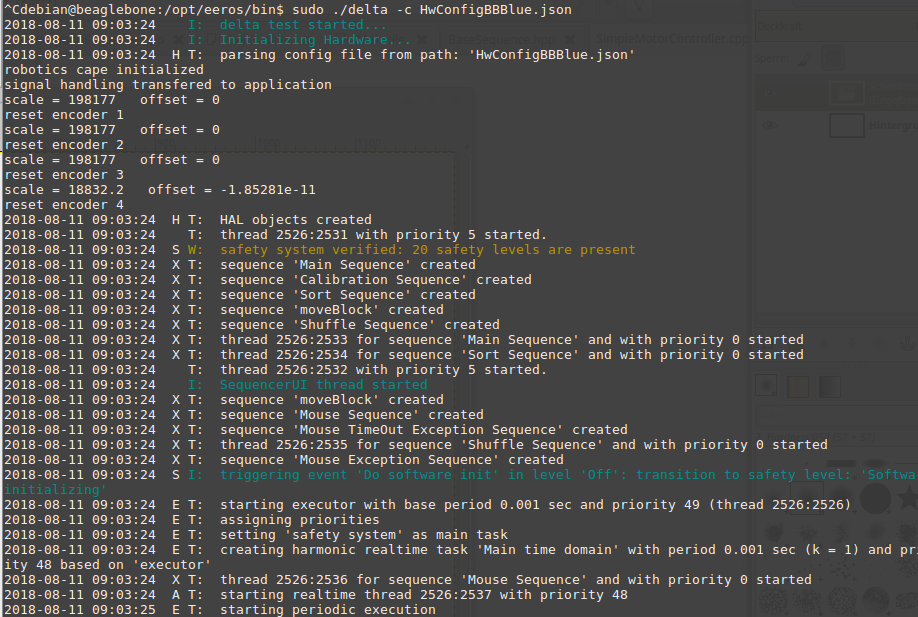 ^Cdebian@beaglebone:/opt/eeros/bin$ sudo ./delta -c HwConfigBBBlue.json
2018-08-11 09:03:24    I:  delta test started...
2018-08-11 09:03:24    I:  Initializing Hardware...
2018-08-11 09:03:24  H T:  parsing config file from path: 'HwConfigBBBlue.json'
robotics cape initialized
signal handling transfered to application
scale = 198177   offset = 0
reset encoder 1
scale = 198177   offset = 0
reset encoder 2
scale = 198177   offset = 0
reset encoder 3
scale = 18832.2   offset = -1.85281e-11
reset encoder 4
2018-08-11 09:03:24  H T:  HAL objects created
2018-08-11 09:03:24    T:  thread 2526:2531 with priority 5 started.
2018-08-11 09:03:24  S W:  safety system verified: 20 safety levels are present
2018-08-11 09:03:24  X T:  sequence 'Main Sequence' created
2018-08-11 09:03:24  X T:  sequence 'Calibration Sequence' created
2018-08-11 09:03:24  X T:  sequence 'Sort Sequence' created
2018-08-11 09:03:24  X T:  sequence 'moveBlock' created
2018-08-11 09:03:24  X T:  sequence 'Shuffle Sequence' created
2018-08-11 09:03:24  X T:  thread 2526:2533 for sequence 'Main Sequence' and with priority 0 started
2018-08-11 09:03:24  X T:  thread 2526:2534 for sequence 'Sort Sequence' and with priority 0 started
2018-08-11 09:03:24    T:  thread 2526:2532 with priority 5 started.
2018-08-11 09:03:24    I:  SequencerUI thread started
2018-08-11 09:03:24  X T:  sequence 'moveBlock' created
2018-08-11 09:03:24  X T:  sequence 'Mouse Sequence' created
2018-08-11 09:03:24  X T:  sequence 'Mouse TimeOut Exception Sequence' created
2018-08-11 09:03:24  X T:  thread 2526:2535 for sequence 'Shuffle Sequence' and with priority 0 started
2018-08-11 09:03:24  X T:  sequence 'Mouse Exception Sequence' created
2018-08-11 09:03:24  S I:  triggering event 'Do software init' in level 'Off': transition to safety level: 'Softwa
initializing'
2018-08-11 09:03:24  E T:  starting executor with base period 0.001 sec and priority 49 (thread 2526:2526)
2018-08-11 09:03:24  E T:  assigning priorities
2018-08-11 09:03:24  E T:  setting 'safety system' as main task
2018-08-11 09:03:24  E T:  creating harmonic realtime task 'Main time domain' with period 0.001 sec (k = 1) and pri
ity 48 based on 'executor'
2018-08-11 09:03:24  X T:  thread 2526:2536 for sequence 'Mouse Sequence' and with priority 0 started
2018-08-11 09:03:24  A T:  starting realtime thread 2526:2537 with priority 48
2018-08-11 09:03:25  E T:  starting periodic execution